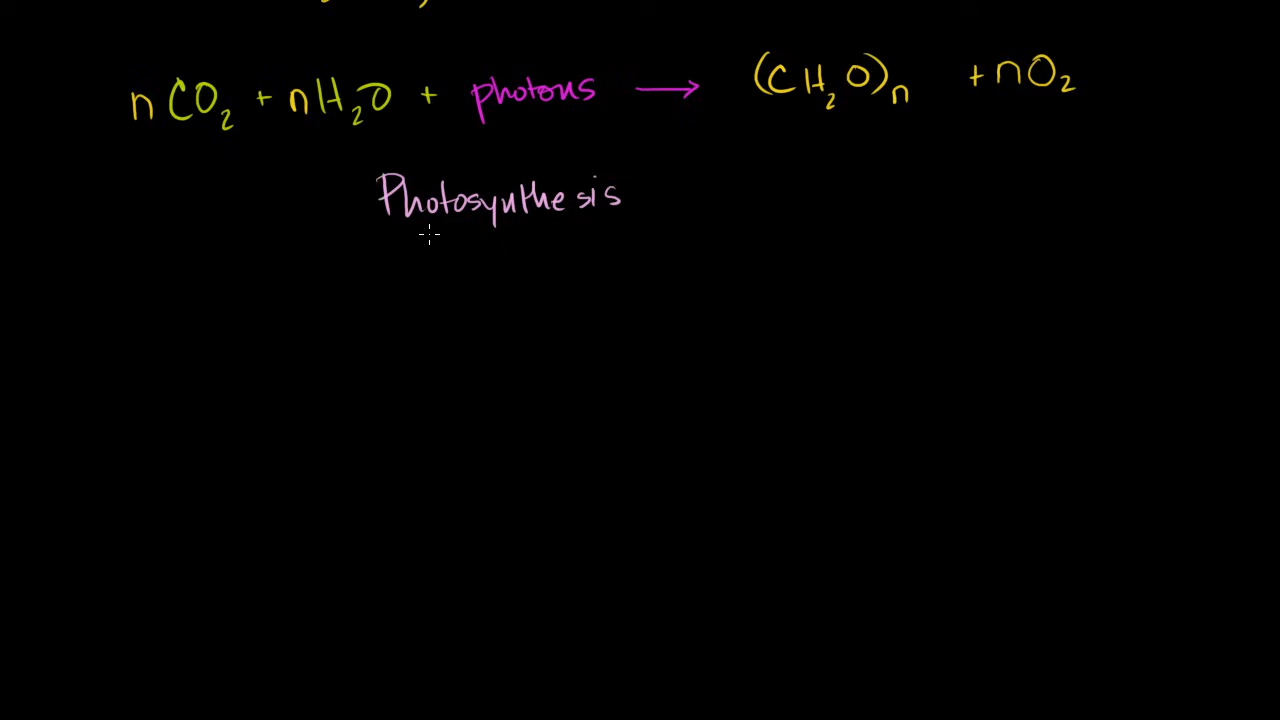 nCO₂ + nH₂O + photons → (CH₂O)n + nO₂
Photosynthesis